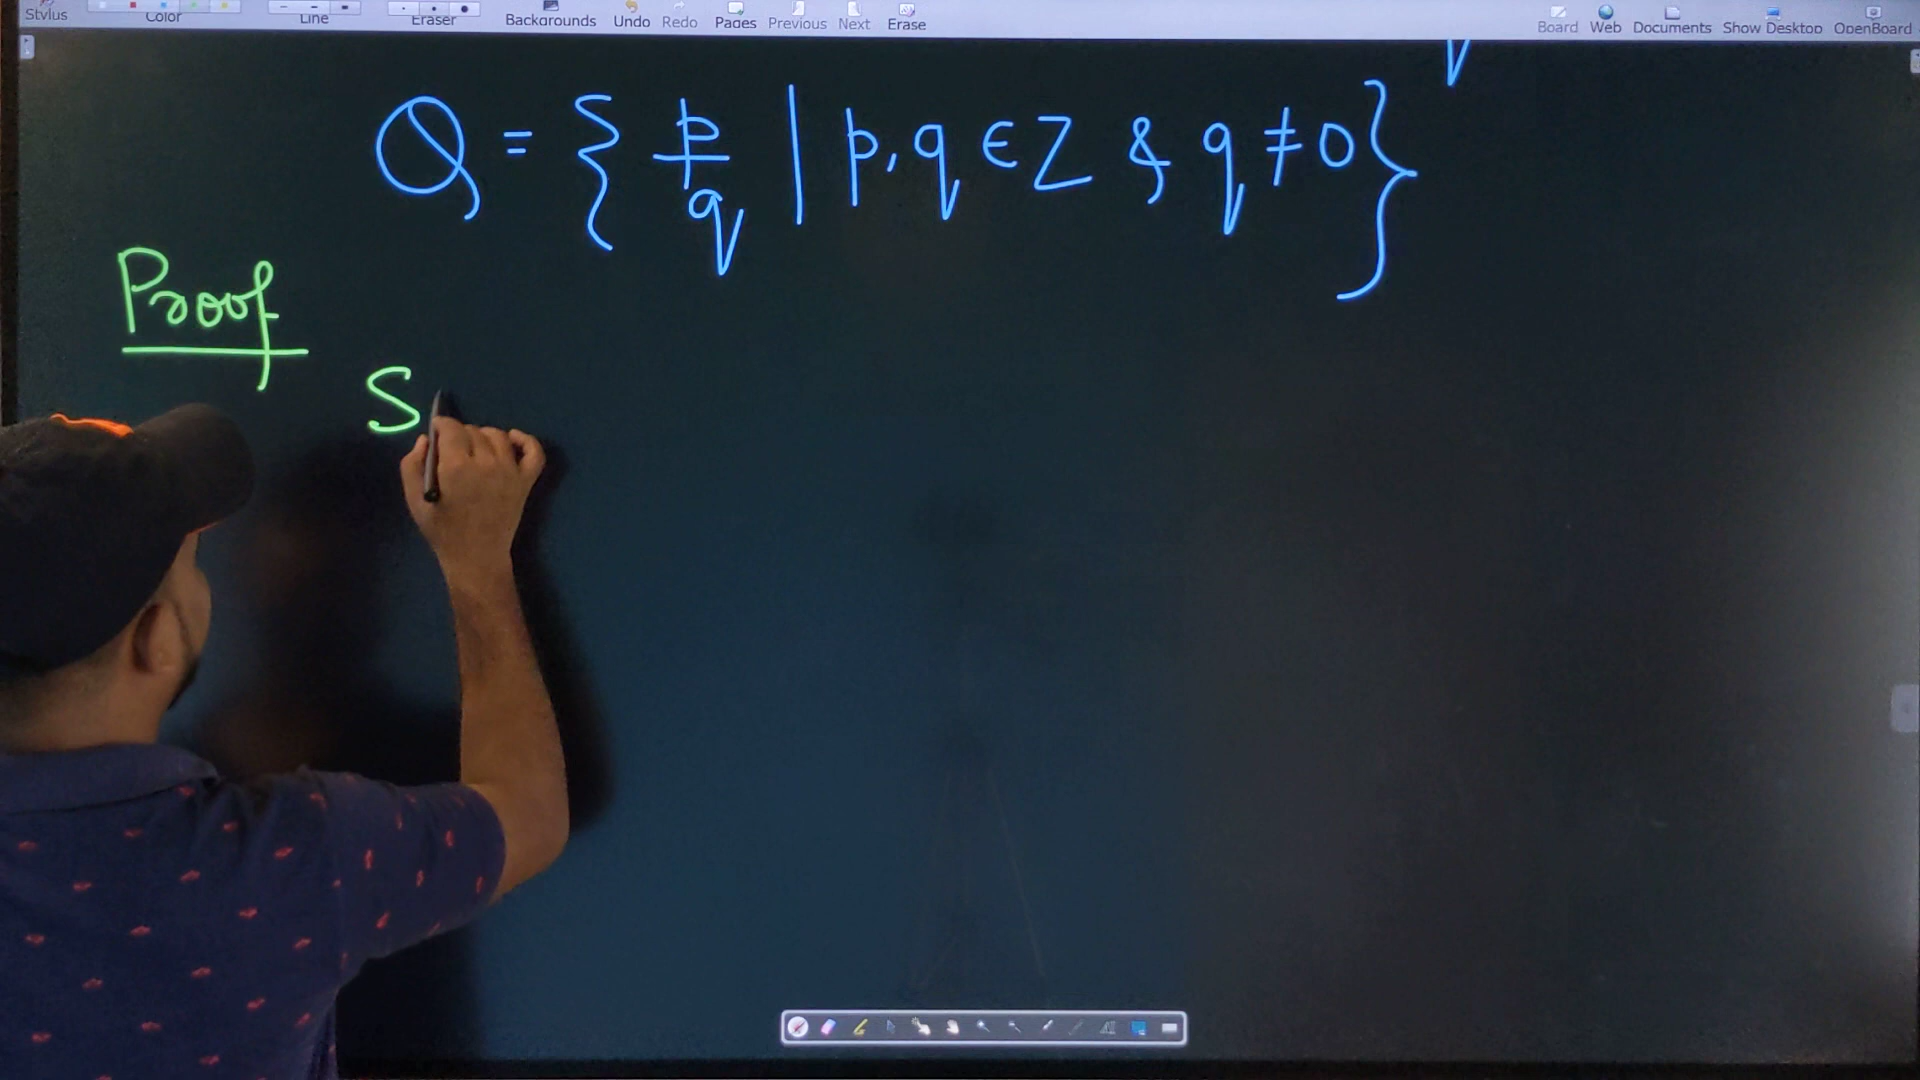 Stylus Color Line Eraser Backgrounds Undo Redo Pages Previous Next Erase Board Web Documents Show Desktop OpenBoard
Q = { p/q | p, q ∈ Z & q ≠ 0 }
Proof
S